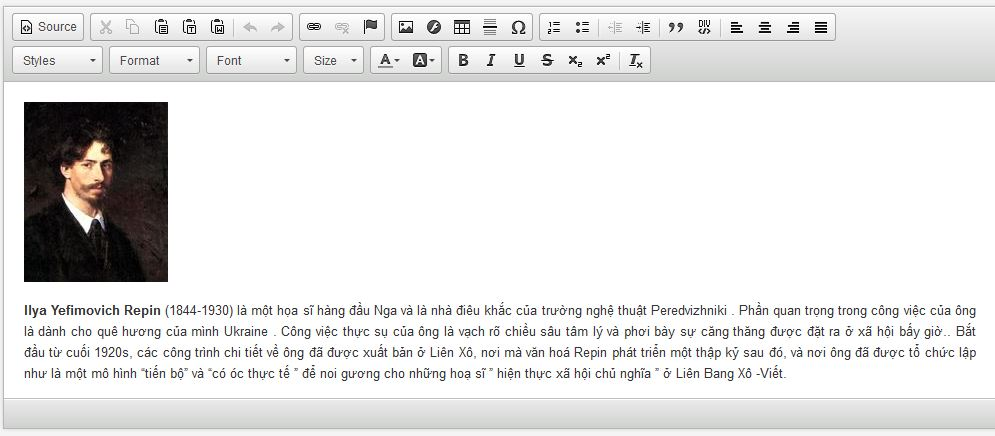 Source
Styles Format Font Size A A B I U S x₂ x² Tx
Ilya Yefimovich Repin (1844-1930) là một họa sĩ hàng đầu Nga và là nhà điêu khắc của trường nghệ thuật Peredvizhniki . Phần quan trọng trong công việc của ông
là dành cho quê hương của mình Ukraine . Công việc thực sụ của ông là vạch rõ chiều sâu tâm lý và phơi bày sự căng thăng được đặt ra ở xã hội bấy giờ.. Bắt
đầu từ cuối 1920s, các công trình chi tiết về ông đã được xuất bản ở Liên Xô, nơi mà văn hoá Repin phát triển một thập kỷ sau đó, và nơi ông đã được tổ chức lập
như là một mô hình “tiến bộ” và “có óc thực tế ” để noi gương cho những hoạ sĩ ” hiện thực xã hội chủ nghĩa ” ở Liên Bang Xô -Viết.